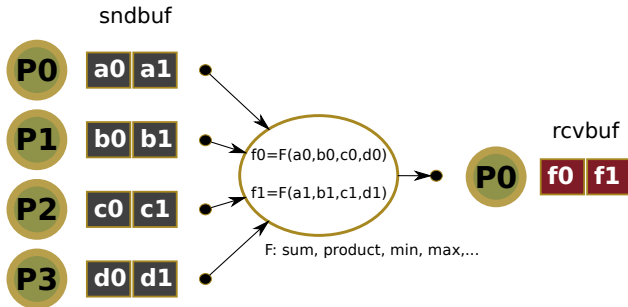 sndbuf
P0 a0 a1
P1 b0 b1
f0=F(a0,b0,c0,d0)
rcvbuf
P0 f0 f1
f1=F(a1,b1,c1,d1)
P2 c0 c1
F: sum, product, min, max,...
P3 d0 d1